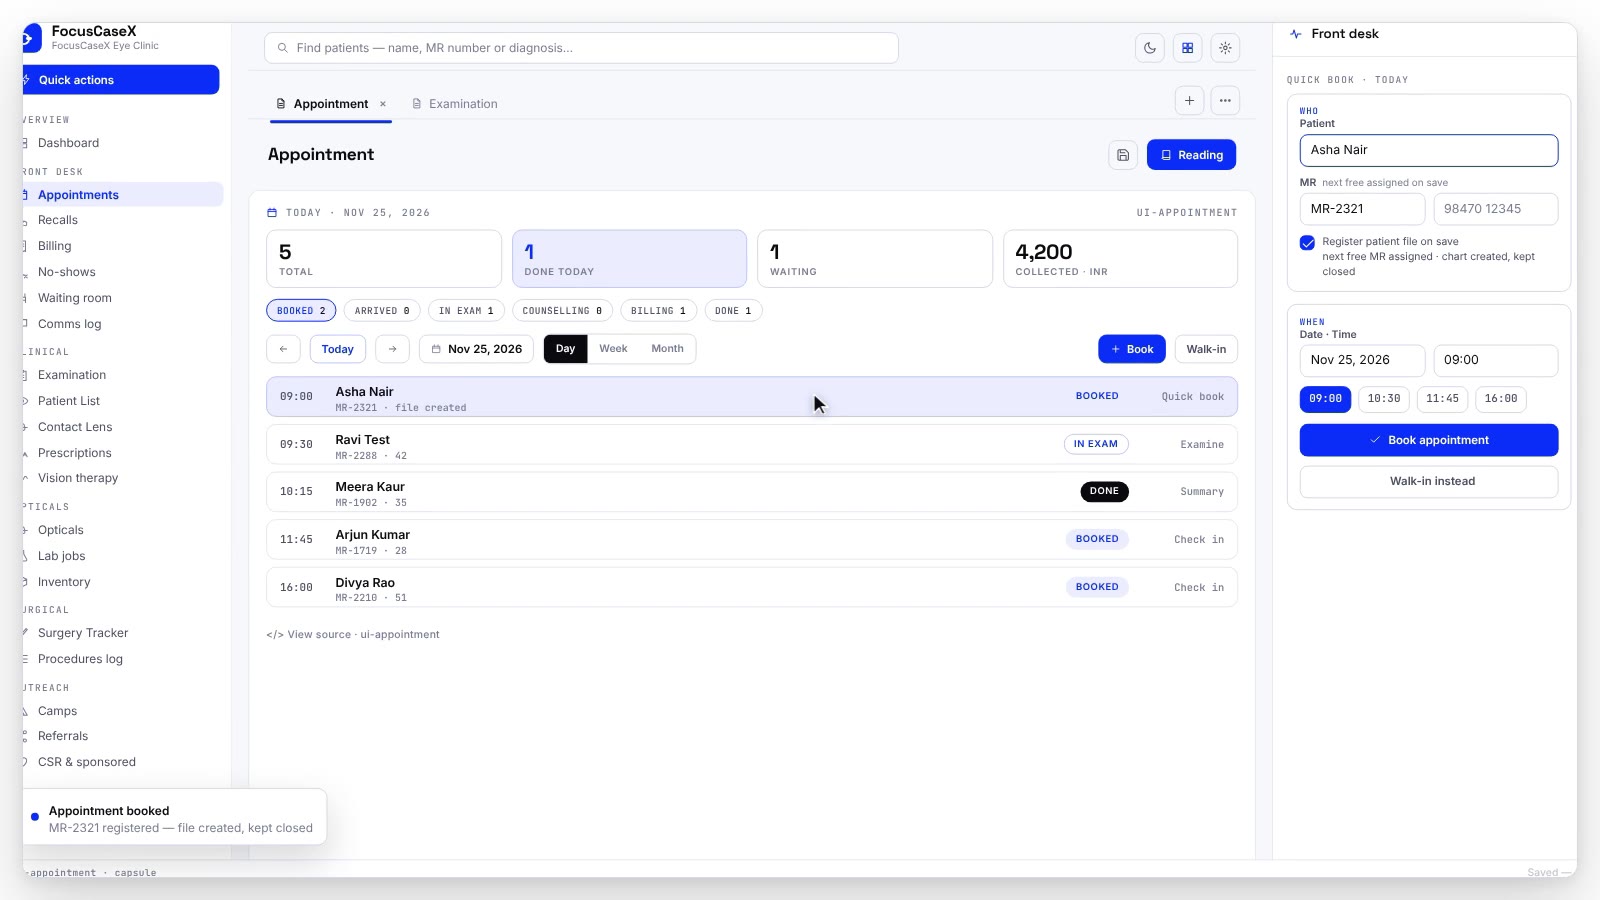 FocusCaseX
FocusCaseX Eye Clinic
Quick actions
VERVIEW
Dashboard
RONT DESK
Appointments
Recalls
Billing
No-shows
Waiting room
Comms log
LINICAL
Examination
Patient List
Contact Lens
Prescriptions
Vision therapy
PTICALS
Opticals
Lab jobs
Inventory
URGICAL
Surgery Tracker
Procedures log
UTREACH
Camps
Referrals
CSR & sponsored
Appointment booked
MR-2321 registered — file created, kept closed
-appointment · capsule
Find patients — name, MR number or diagnosis...
Appointment ×
Examination
Appointment
Reading
TODAY · NOV 25, 2026
UI-APPOINTMENT
5
TOTAL
1
DONE TODAY
1
WAITING
4,200
COLLECTED · INR
BOOKED 2
ARRIVED 0
IN EXAM 1
COUNSELLING 0
BILLING 1
DONE 1
← Today → Nov 25, 2026 Day Week Month + Book Walk-in
09:00 Asha Nair BOOKED Quick book
MR-2321 · file created
09:30 Ravi Test IN EXAM Examine
MR-2288 · 42
10:15 Meera Kaur DONE Summary
MR-1902 · 35
11:45 Arjun Kumar BOOKED Check in
MR-1719 · 28
16:00 Divya Rao BOOKED Check in
MR-2210 · 51
</> View source · ui-appointment
Front desk
QUICK BOOK · TODAY
WHO
Patient
Asha Nair
MR next free assigned on save
MR-2321
98470 12345
Register patient file on save
next free MR assigned · chart created, kept
closed
WHEN
Date · Time
Nov 25, 2026
09:00
09:00 10:30 11:45 16:00
Book appointment
Walk-in instead
Saved —